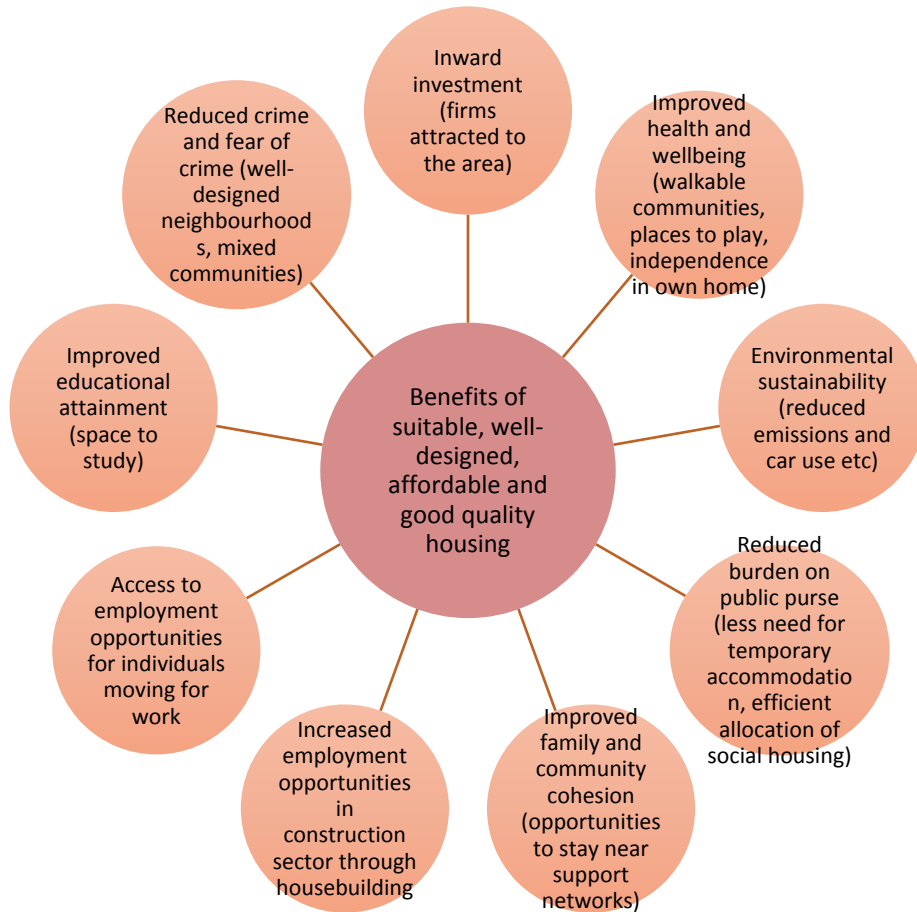 Inward
investment
(firms
attracted to
the area)
Improved
health and
wellbeing
(walkable
communities,
places to play,
independence
in own home)
Environmental
sustainability
(reduced
emissions and
car use etc)
Reduced
burden on
public purse
(less need for
temporary
accommodatio
n, efficient
allocation of
social housing)
Improved
family and
community
cohesion
(opportunities
to stay near
support
networks)
Increased
employment
opportunities
in
construction
sector through
housebuilding
Access to
employment
opportunities
for individuals
moving for
work
Improved
educational
attainment
(space to
study)
Reduced crime
and fear of
crime (well-
designed
neighbourhood
s, mixed
communities)
Benefits of
suitable, well-
designed,
affordable and
good quality
housing